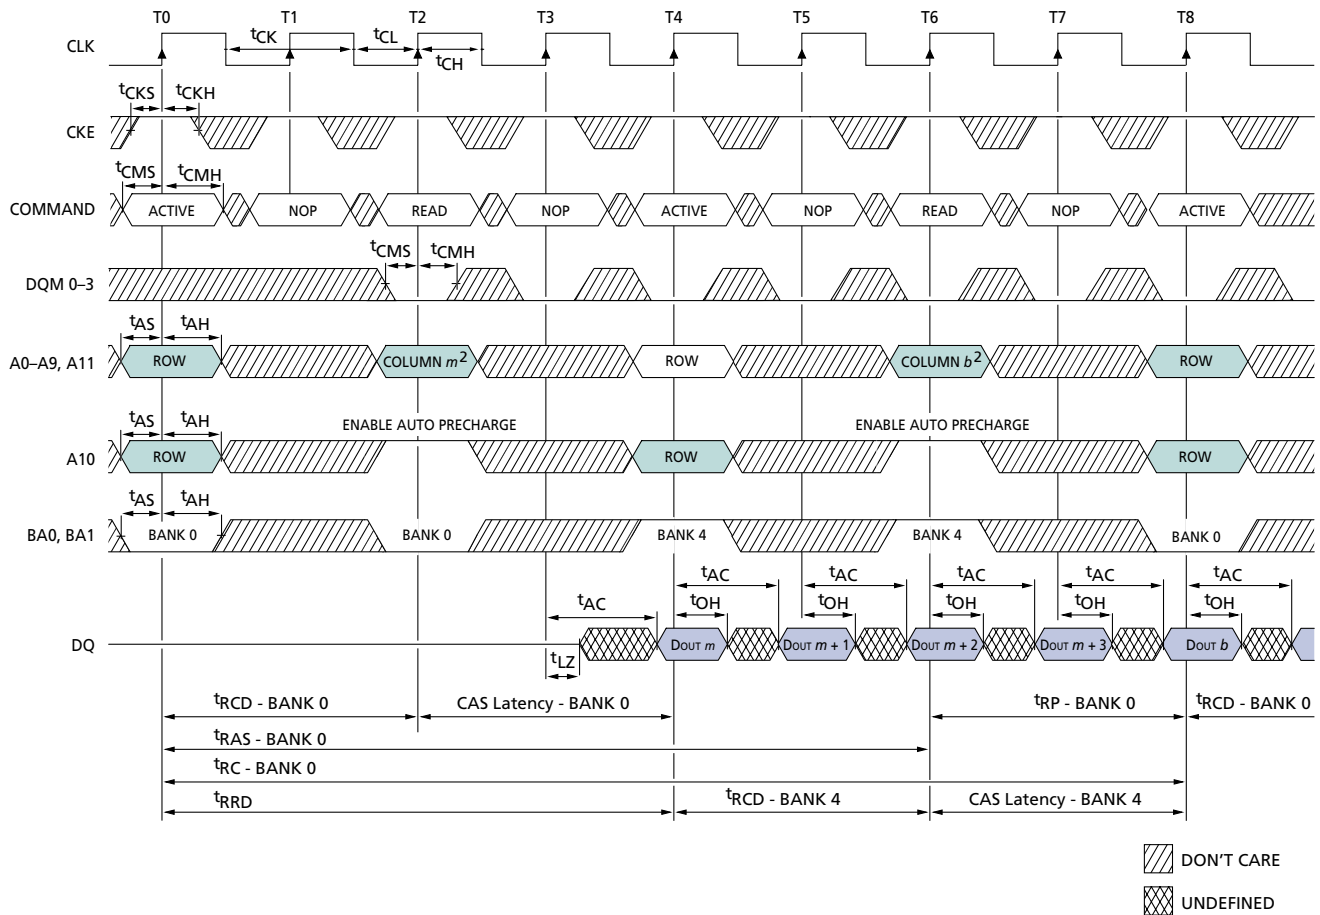 T0 T1 T2 T3 T4 T5 T6 T7 T8
CLK
tCK tCL
tCH
tCKS tCKH
CKE
tCMS tCMH
COMMAND ACTIVE NOP READ NOP ACTIVE NOP READ NOP ACTIVE
tCMS tCMH
DQM 0–3
tAS tAH
A0–A9, A11 ROW COLUMN m2 ROW COLUMN b2 ROW
tAS tAH ENABLE AUTO PRECHARGE ENABLE AUTO PRECHARGE
A10 ROW ROW ROW
tAS tAH
BA0, BA1 BANK 0 BANK 0 BANK 4 BANK 4 BANK 0
tAC tAC tAC tAC tAC
tAC tOH tOH tOH tOH tOH
DQ DOUT m DOUT m + 1 DOUT m + 2 DOUT m + 3 DOUT b
tLZ
tRCD - BANK 0 CAS Latency - BANK 0 tRP - BANK 0 tRCD - BANK 0
tRAS - BANK 0
tRC - BANK 0
tRRD tRCD - BANK 4 CAS Latency - BANK 4
DON'T CARE
UNDEFINED